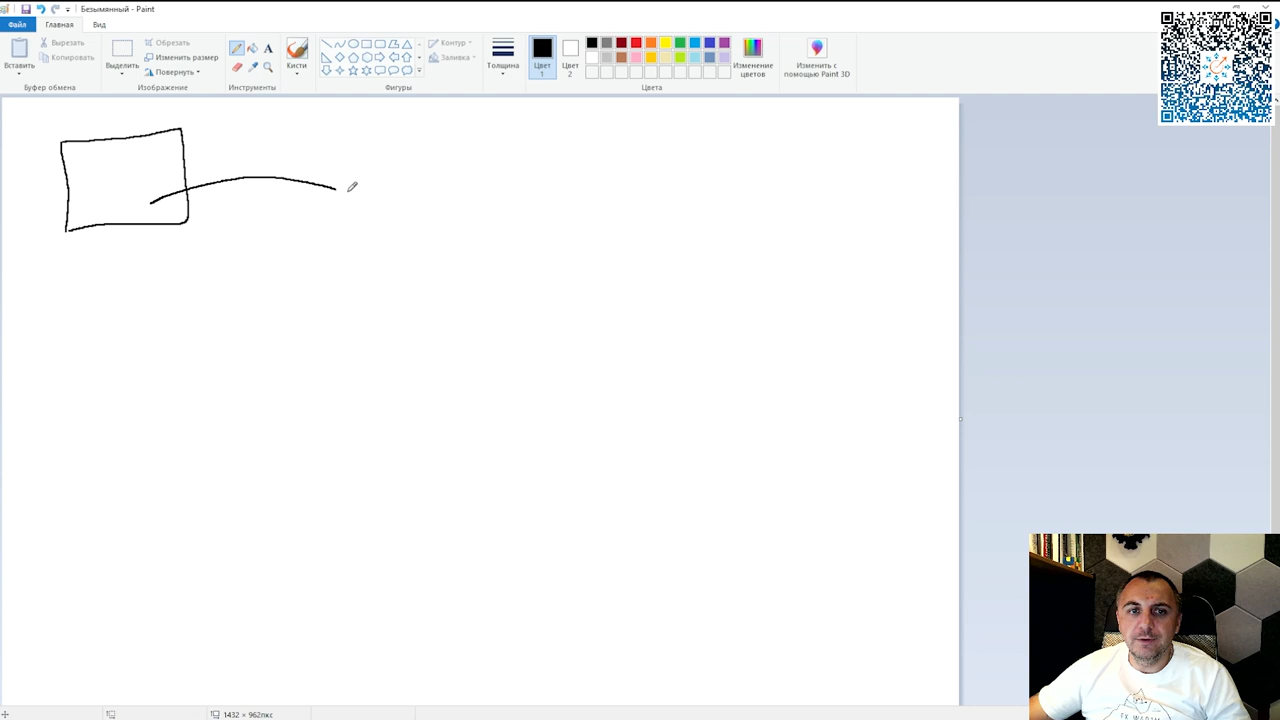 Безымянный - Paint
Файл
Главная
Вид
Вставить
Вырезать
Копировать
Буфер обмена
Выделить
Обрезать
Изменить размер
Повернуть
Изображение
A
Инструменты
Кисти
Контур
Заливка
Фигуры
Толщина
Цвет
1
Цвет
2
Изменение
цветов
Цвета
Изменить с
помощью Paint 3D
1432 × 962пкс